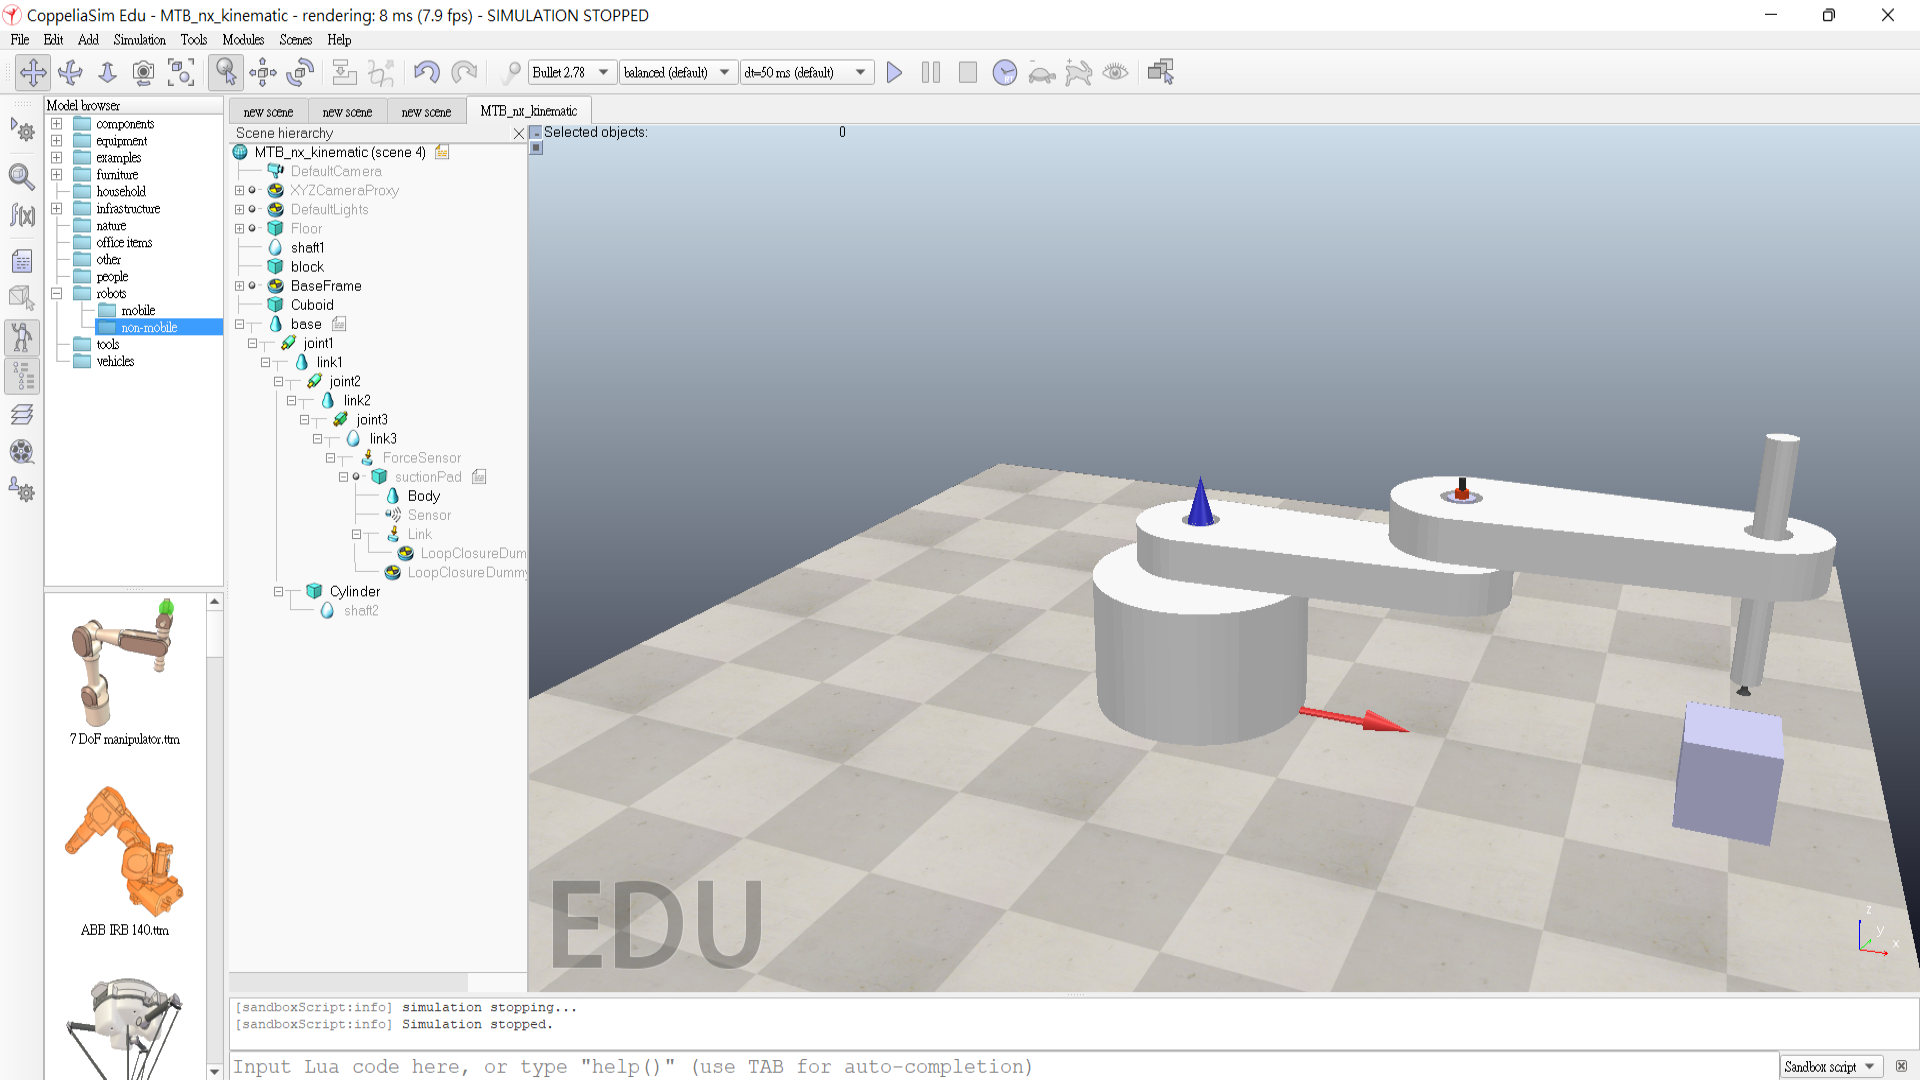 CoppeliaSim Edu - MTB_nx_kinematic - rendering: 8 ms (7.9 fps) - SIMULATION STOPPED
File Edit Add Simulation Tools Modules Scenes Help
Bullet 2.78 balanced (default) dt=50 ms (default)
Model browser
components
equipment
examples
furniture
household
infrastructure
nature
office items
other
people
robots
mobile
non-mobile
tools
vehicles
7 DoF manipulator.ttm
ABB IRB 140.ttm
new scene new scene new scene MTB_nx_kinematic
Scene hierarchy
MTB_nx_kinematic (scene 4)
DefaultCamera
XYZCameraProxy
DefaultLights
Floor
shaft1
block
BaseFrame
Cuboid
base
joint1
link1
joint2
link2
joint3
link3
ForceSensor
suctionPad
Body
Sensor
Link
LoopClosureDum
LoopClosureDummy
Cylinder
shaft2
Selected objects: 0
EDU
z
y
x
[sandboxScript:info] simulation stopping...
[sandboxScript:info] Simulation stopped.
Input Lua code here, or type "help()" (use TAB for auto-completion)
Sandbox script